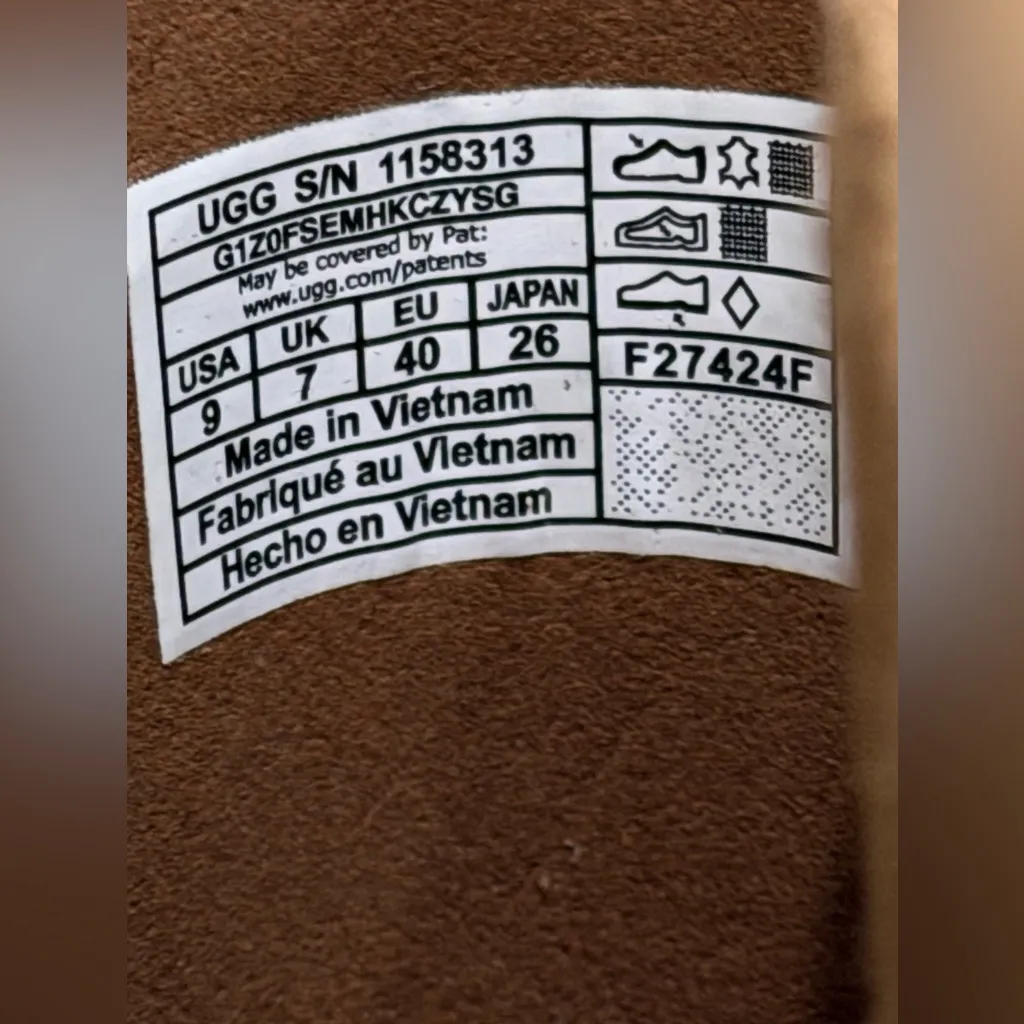 UGG S/N 1158313
G1Z0FSEMHKCZYSG
May be covered by Pat:
www.ugg.com/patents
USA UK EU JAPAN
9 7 40 26
Made in Vietnam
Fabriqué au Vietnam
Hecho en Vietnam
F27424F